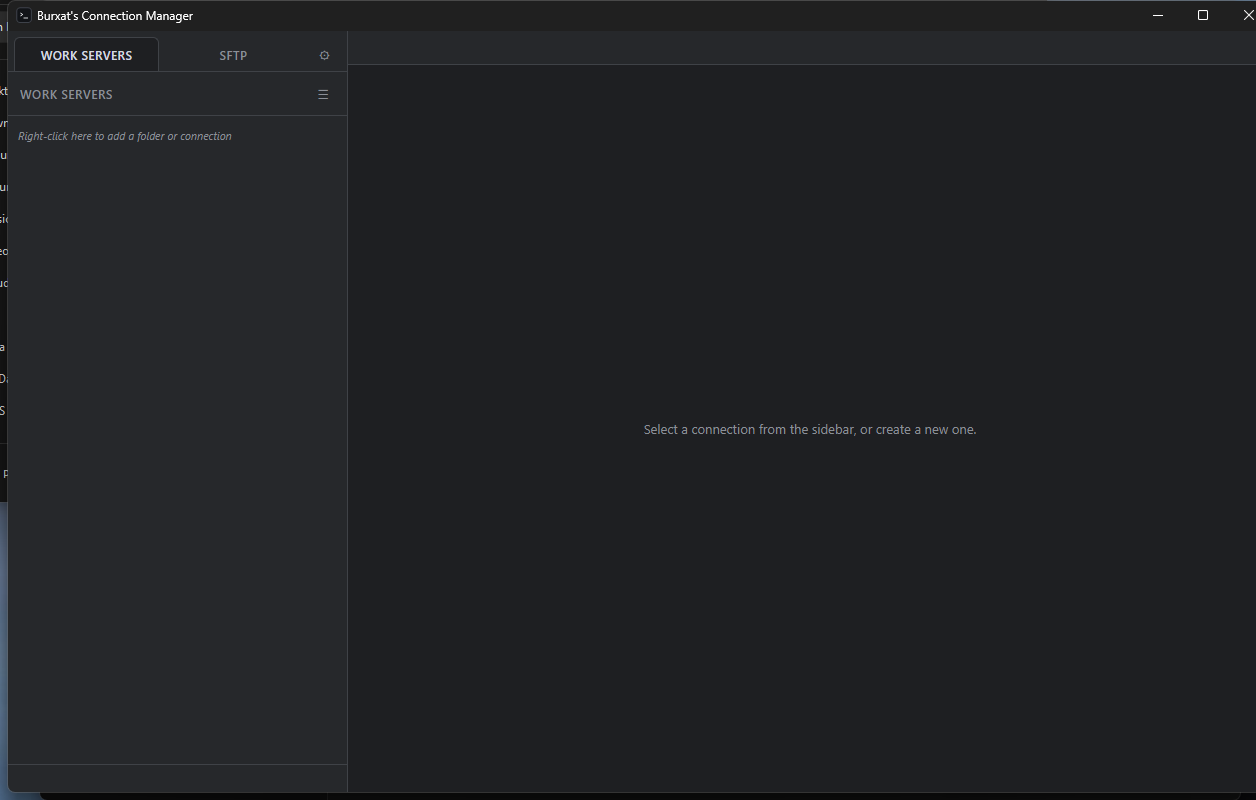 Burxat's Connection Manager
WORK SERVERS
SFTP
WORK SERVERS
Right-click here to add a folder or connection
Select a connection from the sidebar, or create a new one.